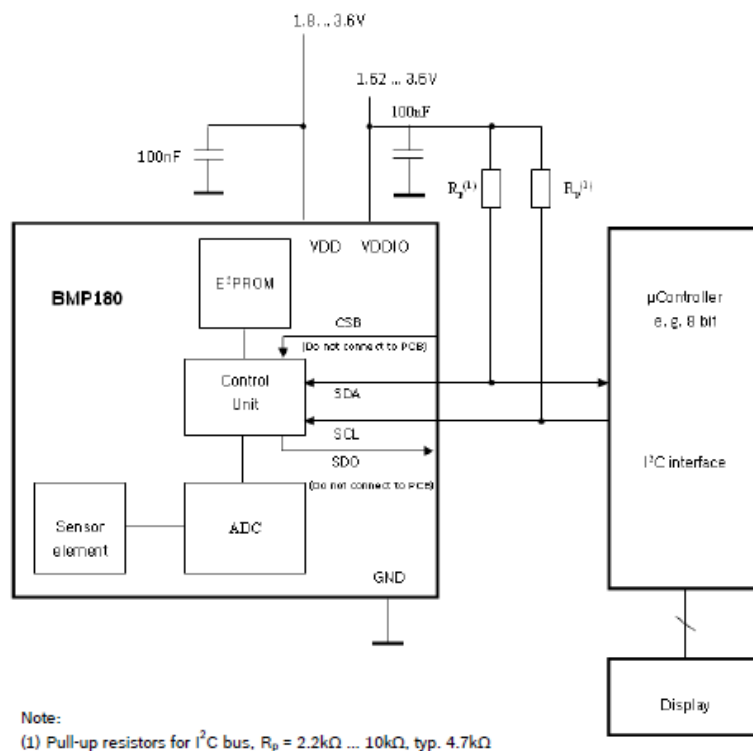 1.8 ... 3.6V
1.62 ... 3.6V
100nF
100nF
Rp(1)
Rp(1)
VDD
VDDIO
E²PROM
BMP180
CSB
(Do not connect to PCB)
µController
e. g. 8 bit
Control
Unit
SDA
SCL
SDO
(Do not connect to PCB)
I²C interface
Sensor
element
ADC
GND
Display
Note:
(1) Pull-up resistors for I²C bus, Rp = 2.2kΩ ... 10kΩ, typ. 4.7kΩ